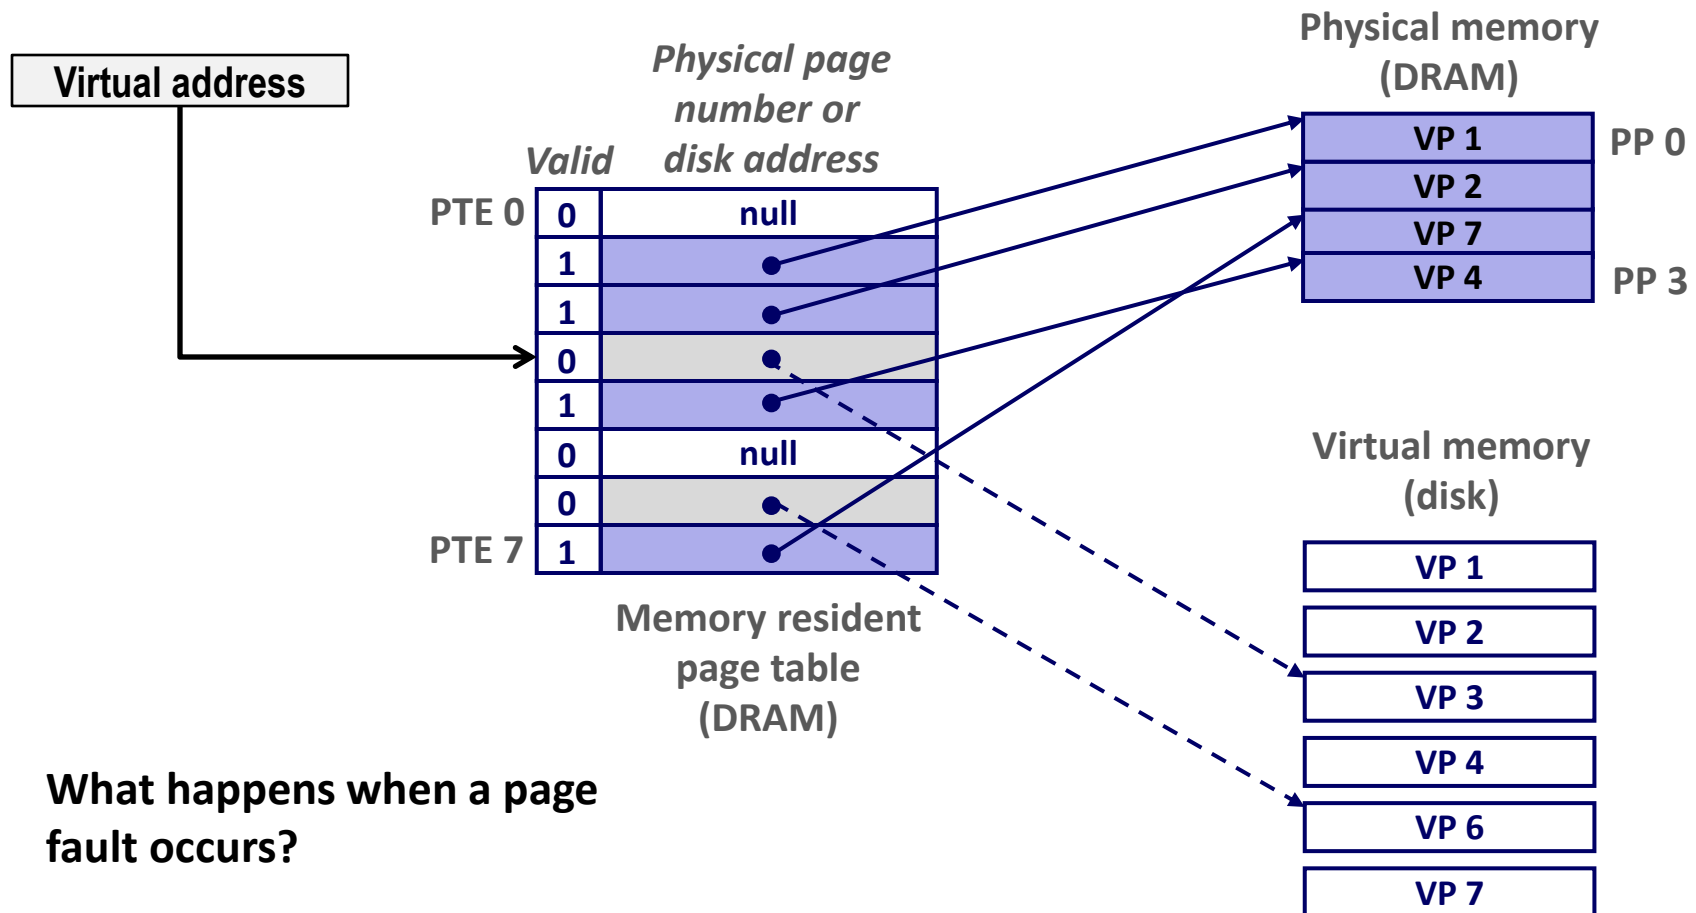 Virtual address
Physical page
number or
disk address
Valid
PTE 0
0
null
1
1
0
1
0
null
0
PTE 7
1
Memory resident
page table
(DRAM)
Physical memory
(DRAM)
VP 1
PP 0
VP 2
VP 7
VP 4
PP 3
Virtual memory
(disk)
VP 1
VP 2
VP 3
VP 4
VP 6
VP 7
What happens when a page
fault occurs?